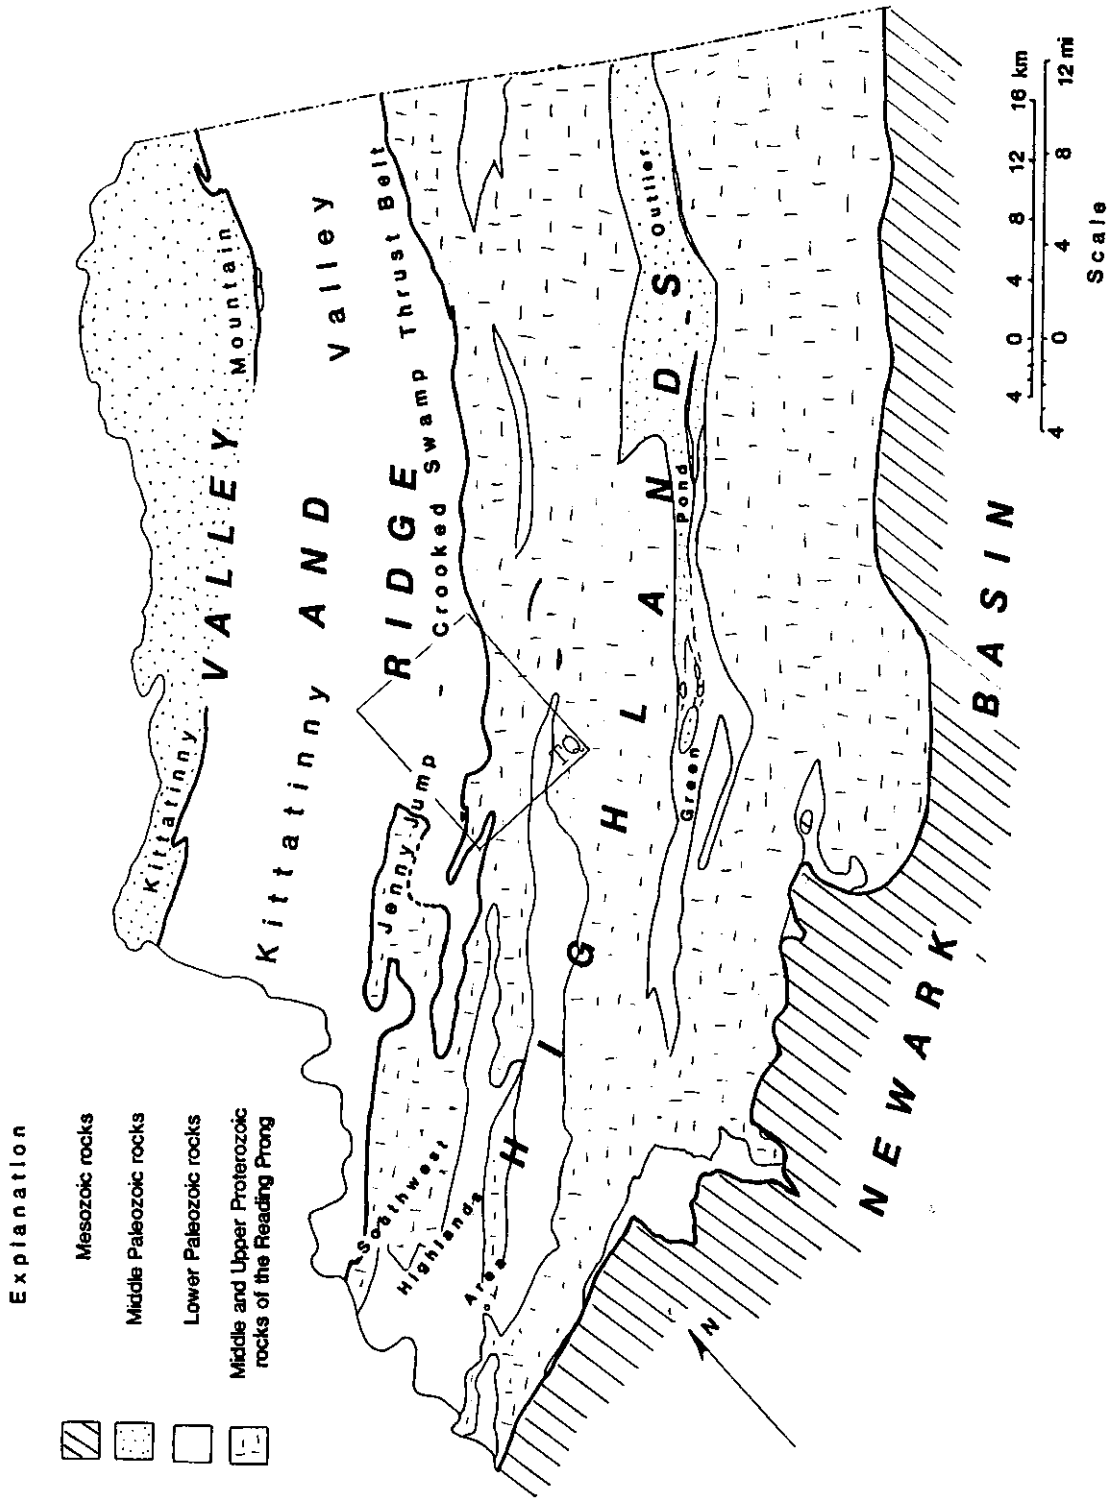 Explanation
Mesozoic rocks
Middle Paleozoic rocks
Lower Paleozoic rocks
Middle and Upper Proterozoic
rocks of the Reading Prong
Kittatinny
Mountain
VALLEY
Kittatinny
Valley
AND
RIDGE
Crooked Swamp Thrust Belt
Jenny Jump
Southwest
Highlands
Area
TQ
HIGHLANDS
Green
Pond
Outlier
NEWARK
BASIN
N
4 0 4 8 12 16 km
4 0 4 8 12 mi
Scale